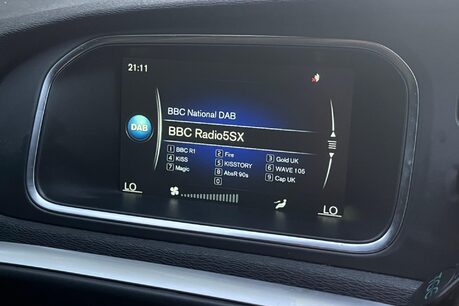 21:11
BBC National DAB
DAB
BBC Radio5SX
1 BBC R1 2 Fire 3 Gold UK
4 KISS 5 KISSTORY 6 WAVE 105
7 Magic 8 AbsR 90s 9 Cap UK
0
LO LO